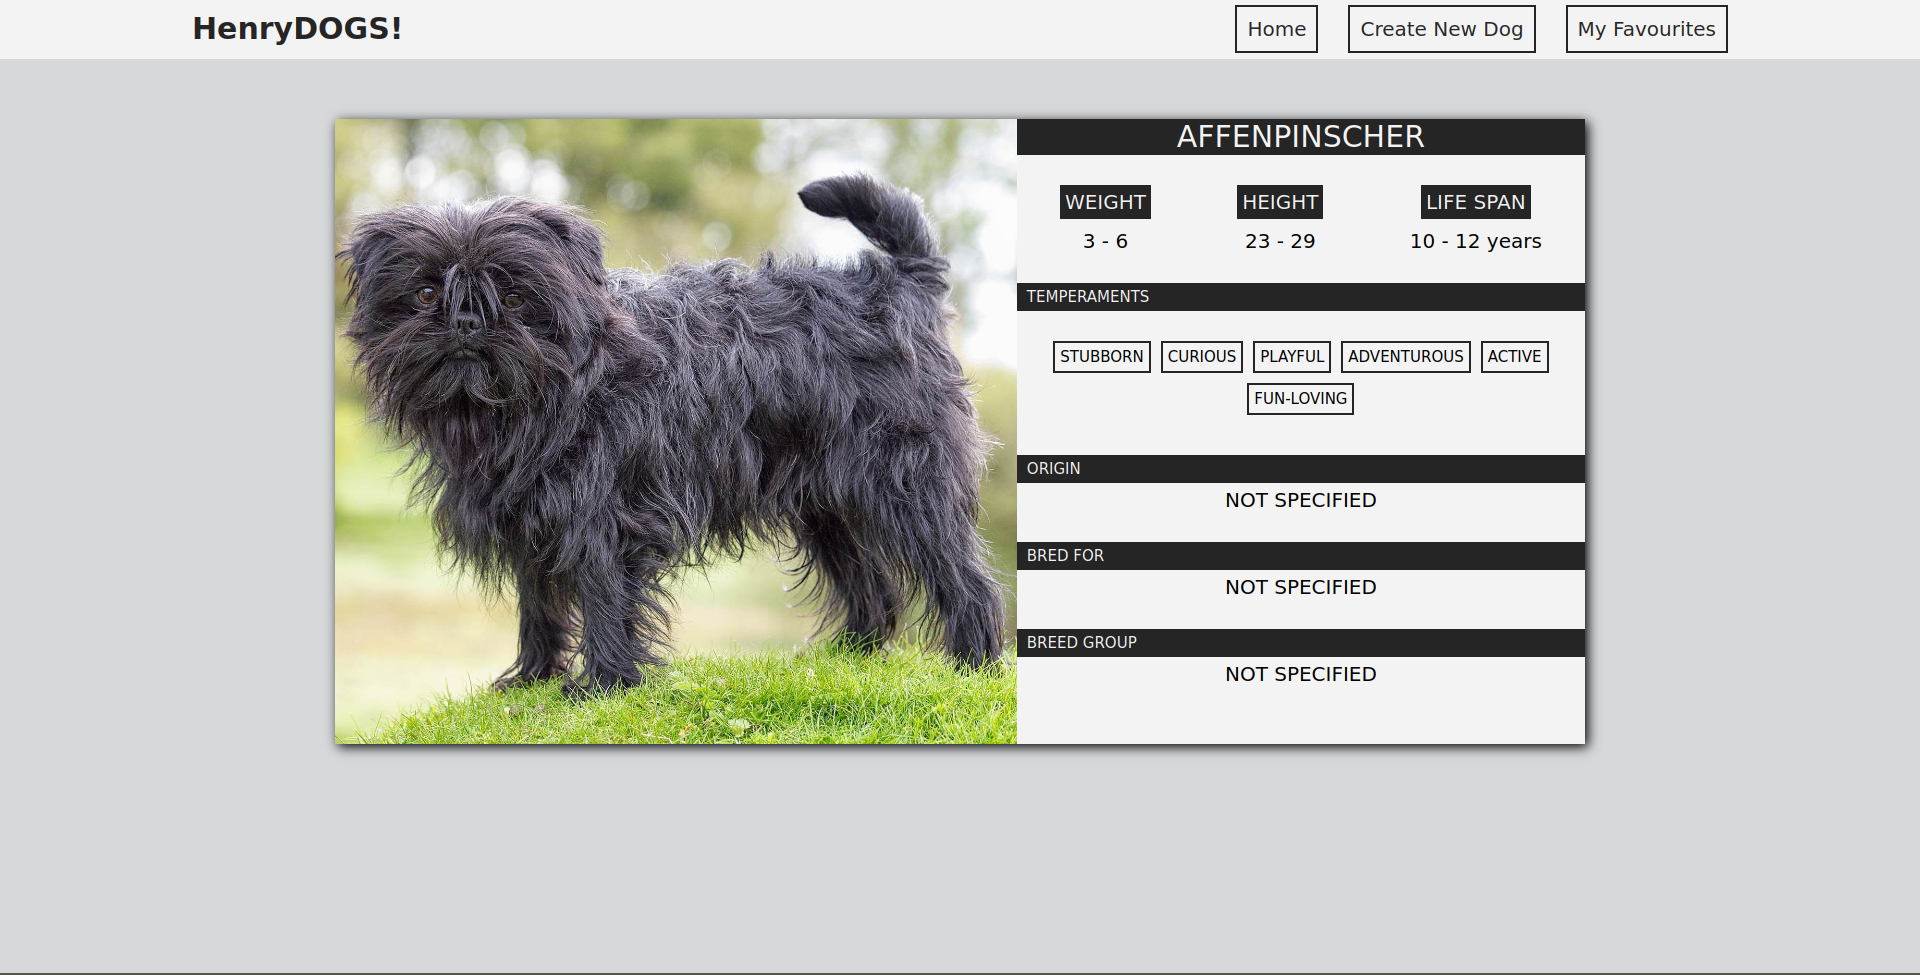 HenryDOGS!
Home
Create New Dog
My Favourites
AFFENPINSCHER
WEIGHT
HEIGHT
LIFE SPAN
3 - 6
23 - 29
10 - 12 years
TEMPERAMENTS
STUBBORN
CURIOUS
PLAYFUL
ADVENTUROUS
ACTIVE
FUN-LOVING
ORIGIN
NOT SPECIFIED
BRED FOR
NOT SPECIFIED
BREED GROUP
NOT SPECIFIED